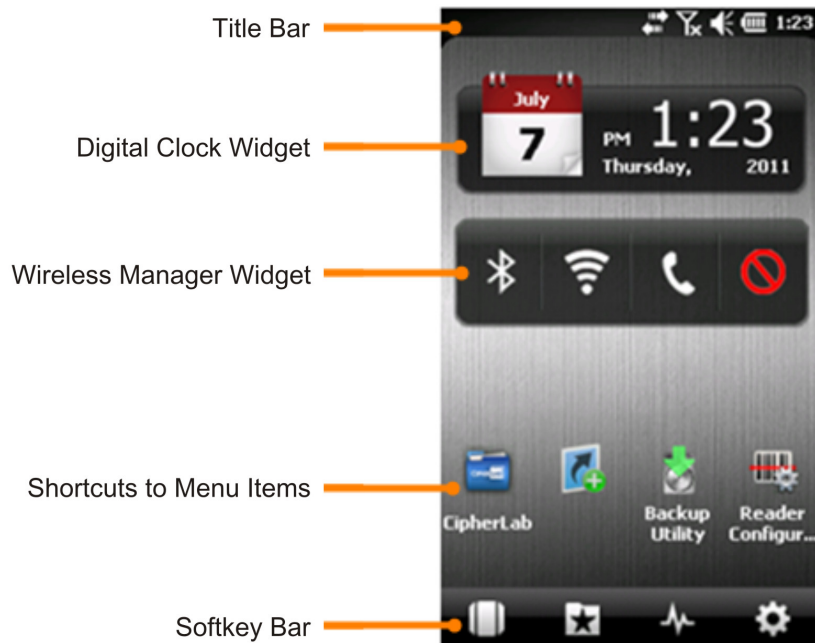 Title Bar
1:23
July
7
Digital Clock Widget
PM 1:23
Thursday, 2011
Wireless Manager Widget
Shortcuts to Menu Items
CipherLab
Backup
Utility
Reader
Configur...
Softkey Bar